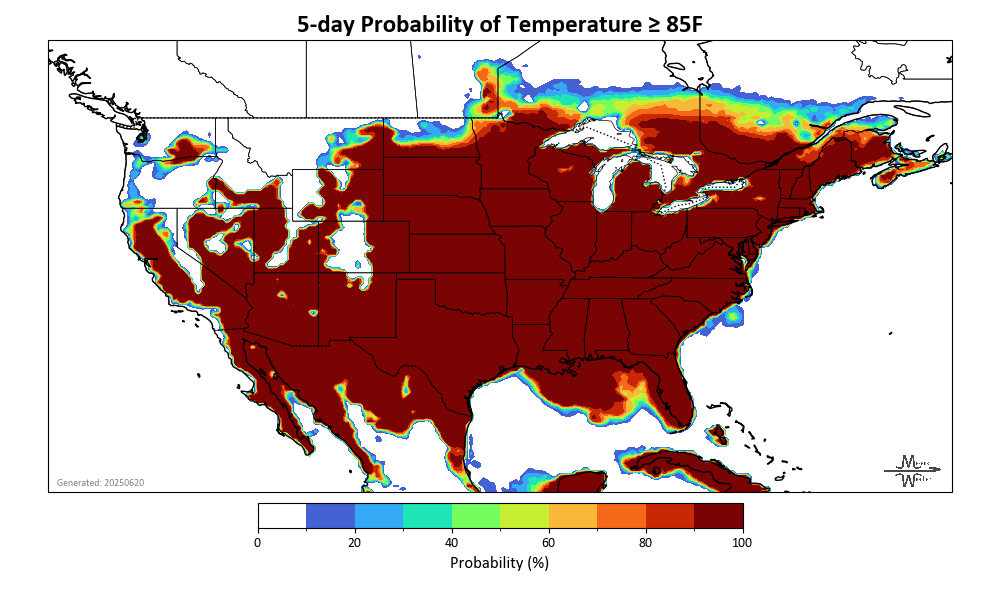 5-day Probability of Temperature ≥ 85F
Generated: 20250620
0 20 40 60 80 100
Probability (%)